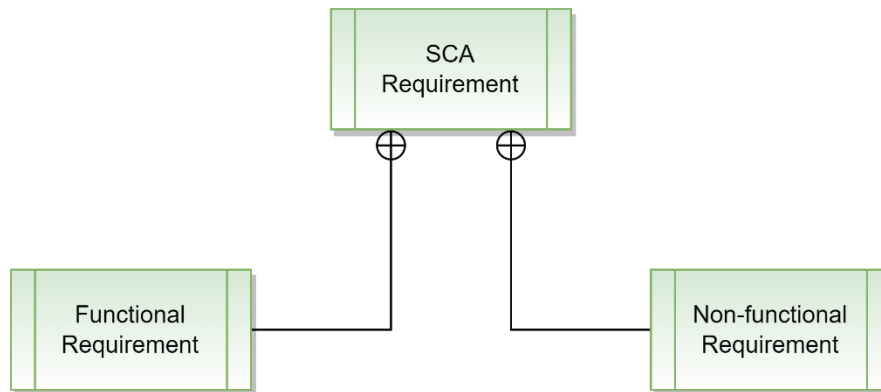 SCA
Requirement
Functional
Requirement
Non-functional
Requirement